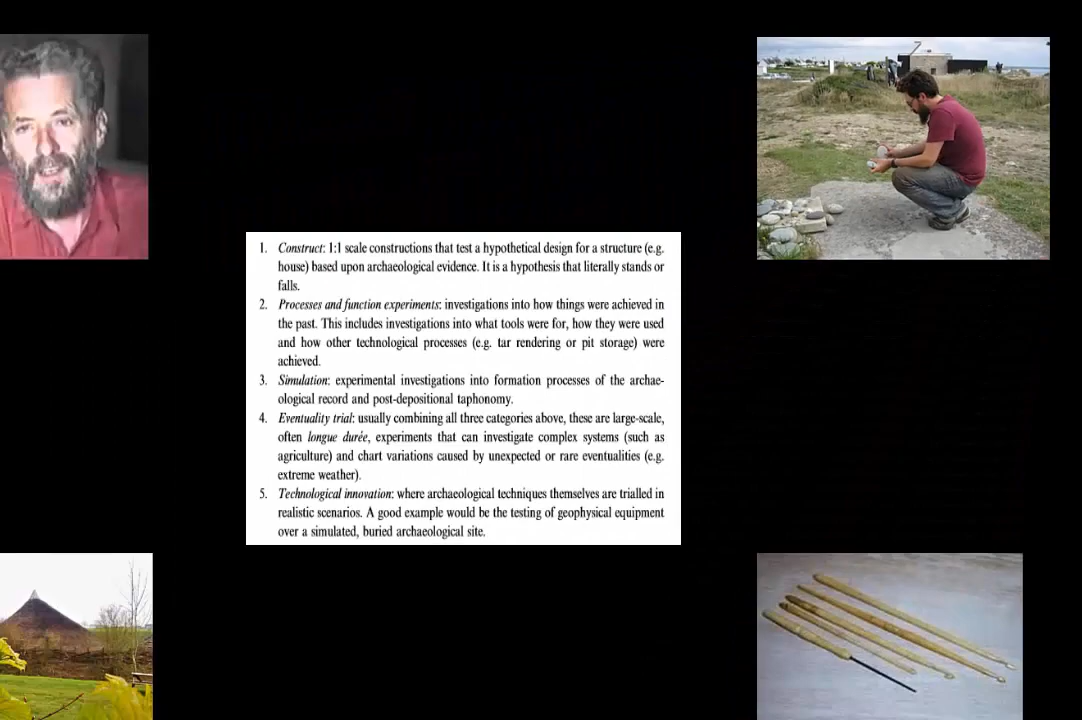 1. Construct: 1:1 scale constructions that test a hypothetical design for a structure (e.g.
house) based upon archaeological evidence. It is a hypothesis that literally stands or
falls.
2. Processes and function experiments: investigations into how things were achieved in
the past. This includes investigations into what tools were for, how they were used
and how other technological processes (e.g. tar rendering or pit storage) were
achieved.
3. Simulation: experimental investigations into formation processes of the archae-
ological record and post-depositional taphonomy.
4. Eventuality trial: usually combining all three categories above, these are large-scale,
often longue durée, experiments that can investigate complex systems (such as
agriculture) and chart variations caused by unexpected or rare eventualities (e.g.
extreme weather).
5. Technological innovation: where archaeological techniques themselves are trialled in
realistic scenarios. A good example would be the testing of geophysical equipment
over a simulated, buried archaeological site.